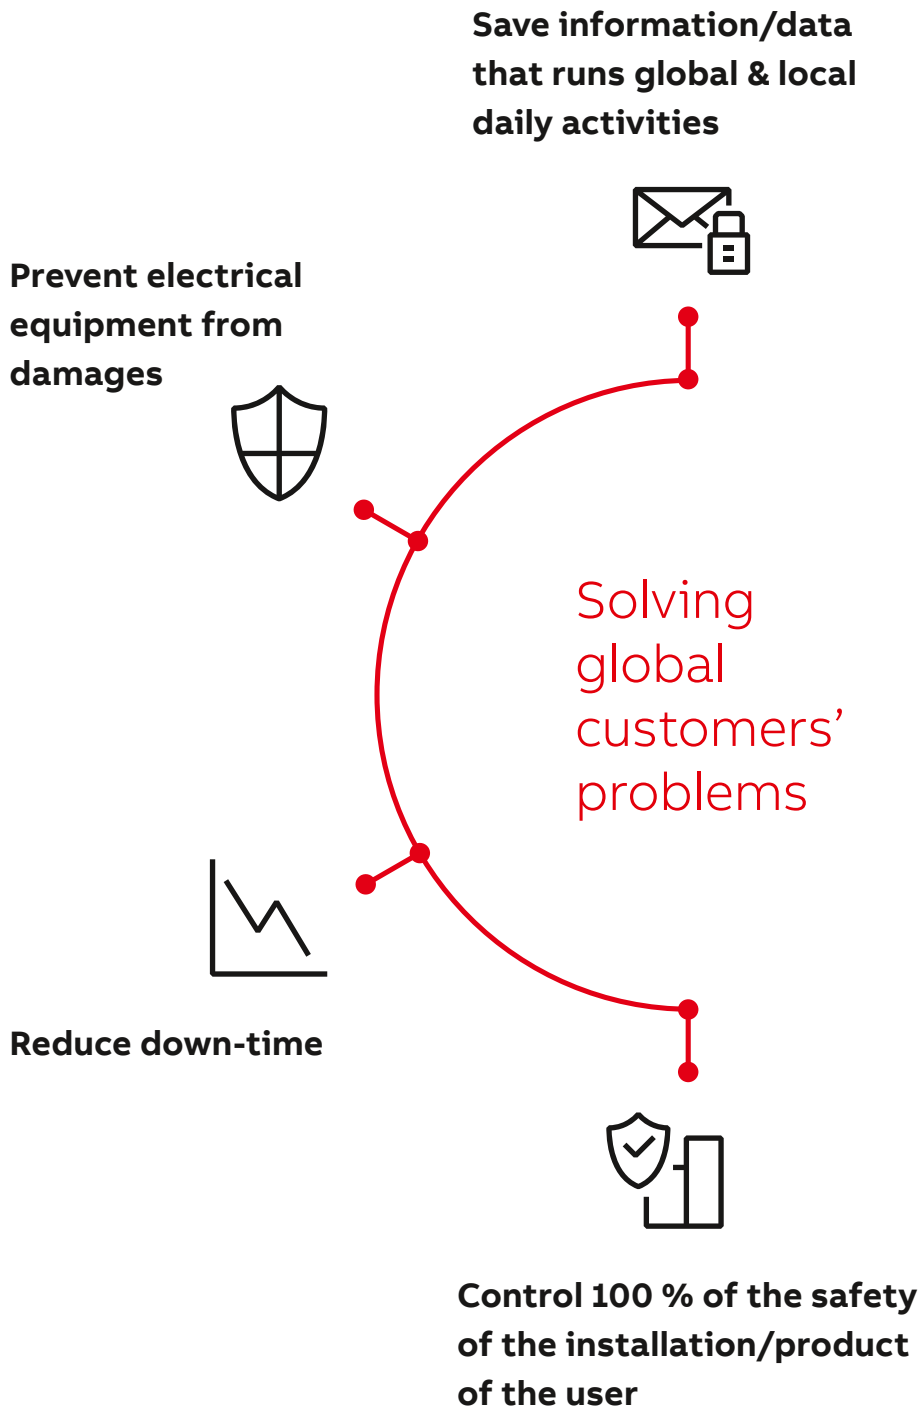 Save information/data
that runs global & local
daily activities
Prevent electrical
equipment from
damages
Solving
global
customers’
problems
Reduce down-time
Control 100 % of the safety
of the installation/product
of the user